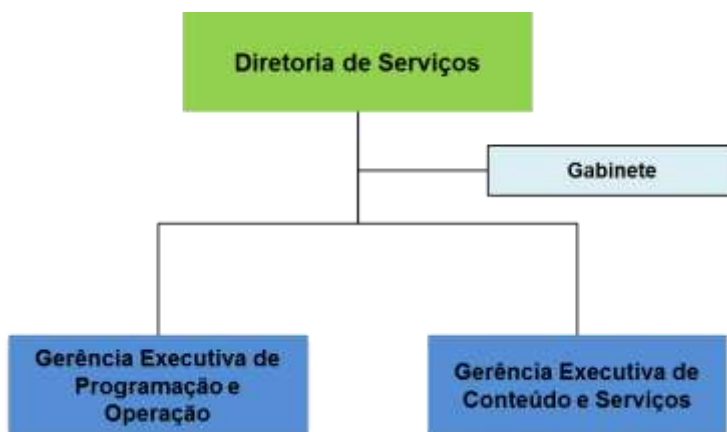 Diretoria de Serviços
Gabinete
Gerência Executiva de
Programação e
Operação
Gerência Executiva de
Conteúdo e Serviços